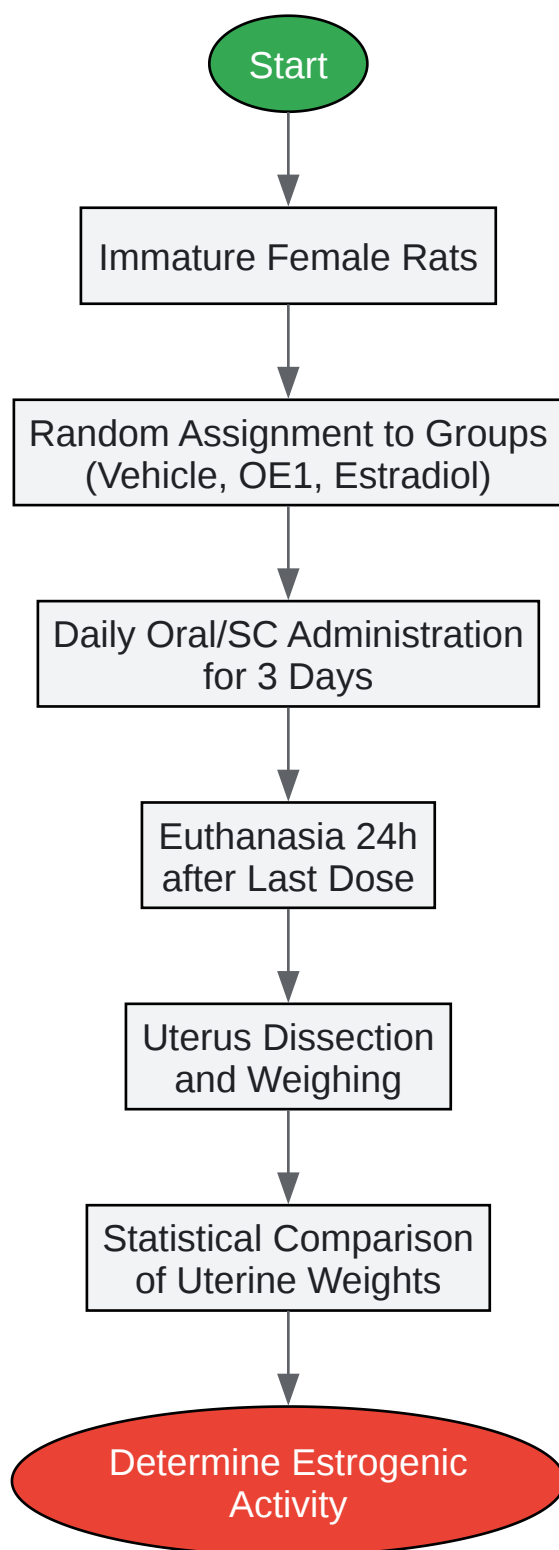 Start
Immature Female Rats
Random Assignment to Groups
(Vehicle, OE1, Estradiol)
Daily Oral/SC Administration
for 3 Days
Euthanasia 24h
after Last Dose
Uterus Dissection
and Weighing
Statistical Comparison
of Uterine Weights
Determine Estrogenic
Activity